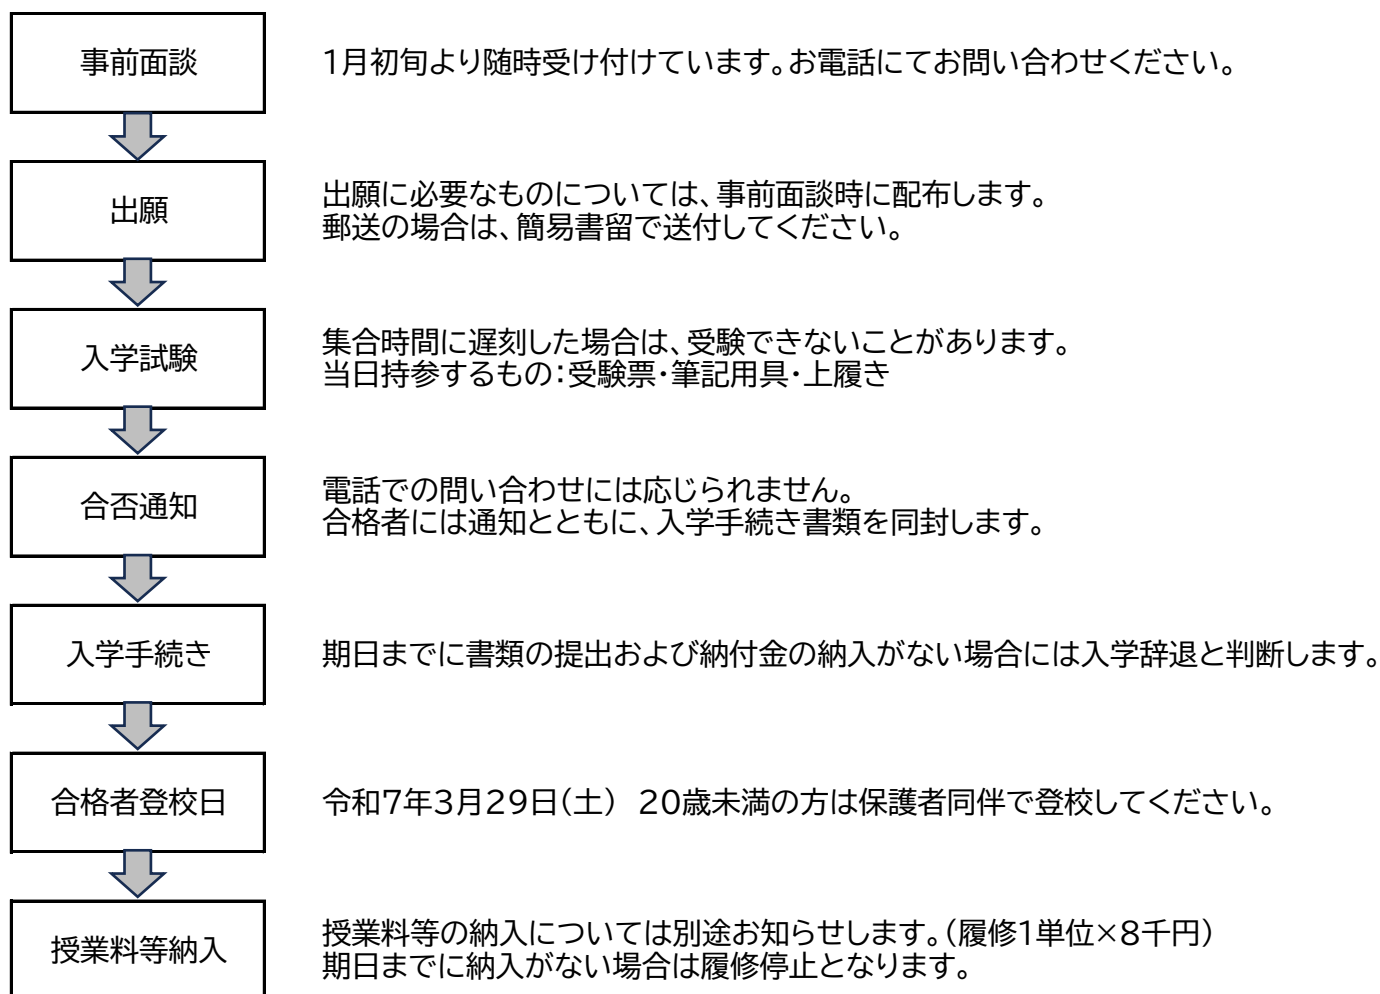 事前面談
1月初旬より随時受け付けています。お電話にてお問い合わせください。
出願
出願に必要なものについては、事前面談時に配布します。
郵送の場合は、簡易書留で送付してください。
入学試験
集合時間に遅刻した場合は、受験できないことがあります。
当日持参するもの：受験票・筆記用具・上履き
合否通知
電話での問い合わせには応じられません。
合格者には通知とともに、入学手続き書類を同封します。
入学手続き
期日までに書類の提出および納付金の納入がない場合には入学辞退と判断します。
合格者登校日
令和7年3月29日(土)　20歳未満の方は保護者同伴で登校してください。
授業料等納入
授業料等の納入については別途お知らせします。(履修1単位×8千円)
期日までに納入がない場合は履修停止となります。